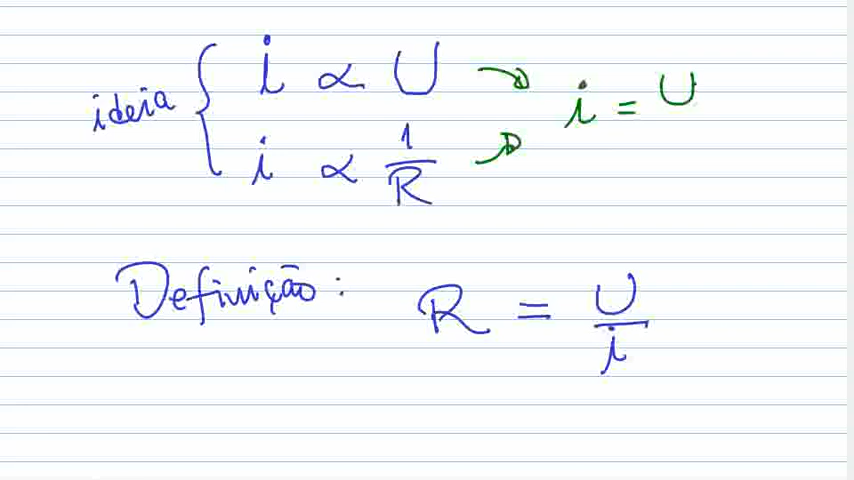 ideia { i ∝ U
i ∝ 1/R
i = U
Definição: R = U/i